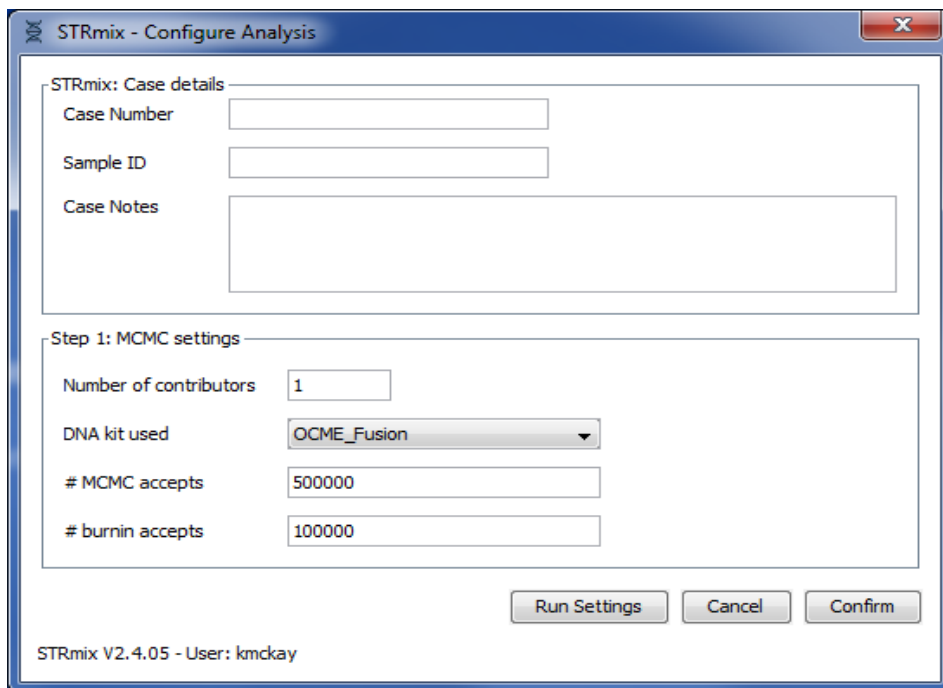 STRmix - Configure Analysis
STRmix: Case details
Case Number
Sample ID
Case Notes
Step 1: MCMC settings
Number of contributors 1
DNA kit used OCME_Fusion
# MCMC accepts 500000
# burnin accepts 100000
Run Settings Cancel Confirm
STRmix V2.4.05 - User: kmckay